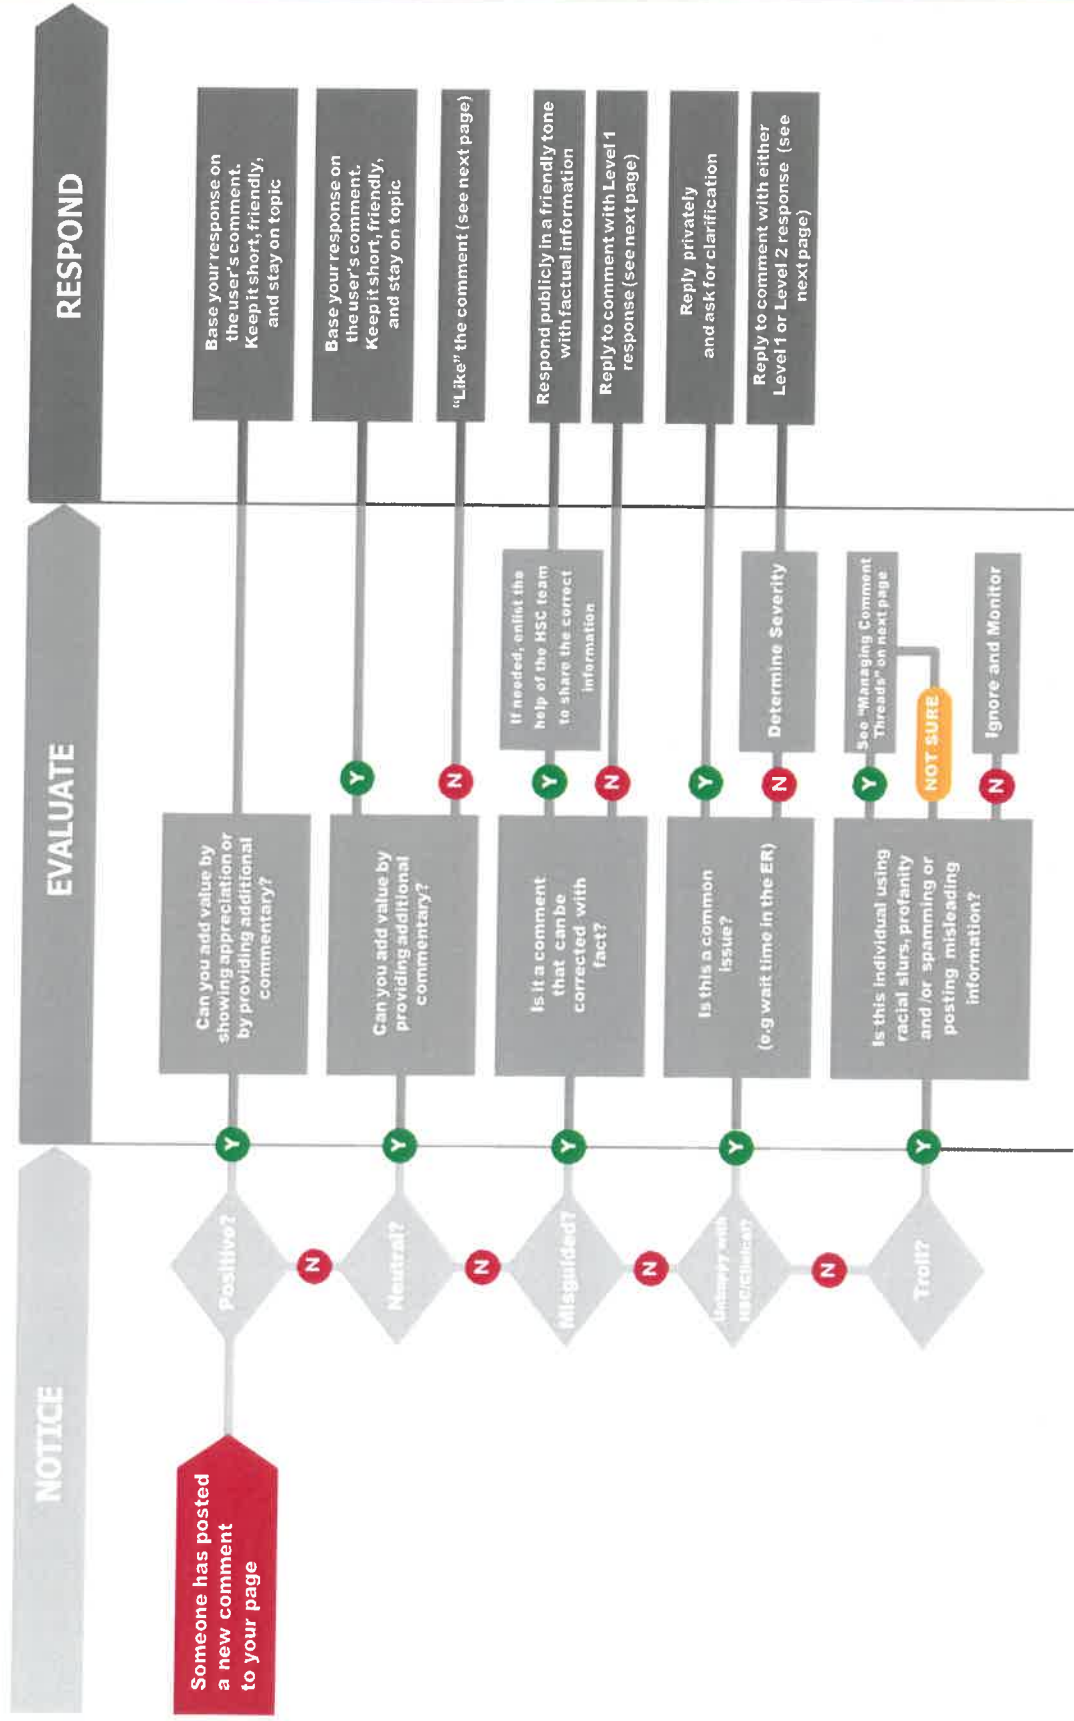 NOTICE
EVALUATE
RESPOND
Someone has posted
a new comment
to your page
Positive?
Y
Can you add value by
showing appreciation or
by providing additional
commentary?
Base your response on
the user's comment.
Keep it short, friendly,
and stay on topic
N
Neutral?
Y
Can you add value by
providing additional
commentary?
Y
Base your response on
the user's comment.
Keep it short, friendly,
and stay on topic
N
"Like" the comment (see next page)
N
Misguided?
Y
Is it a comment
that can be
corrected with
fact?
Y
If needed, enlist the
help of the HSC team
to share the correct
information
Respond publicly in a friendly tone
with factual information
N
Reply to comment with Level 1
response (see next page)
N
Unhappy with
HSC/Clinical?
Y
Is this a common
issue?
(e.g wait time in the ER)
Y
Reply privately
and ask for clarification
N
Determine Severity
Reply to comment with either
Level 1 or Level 2 response (see
next page)
N
Troll?
Y
Is this individual using
racial slurs, profanity
and /or spamming or
posting misleading
information?
Y
See "Managing Comment
Threads" on next page
NOT SURE
N
Ignore and Monitor